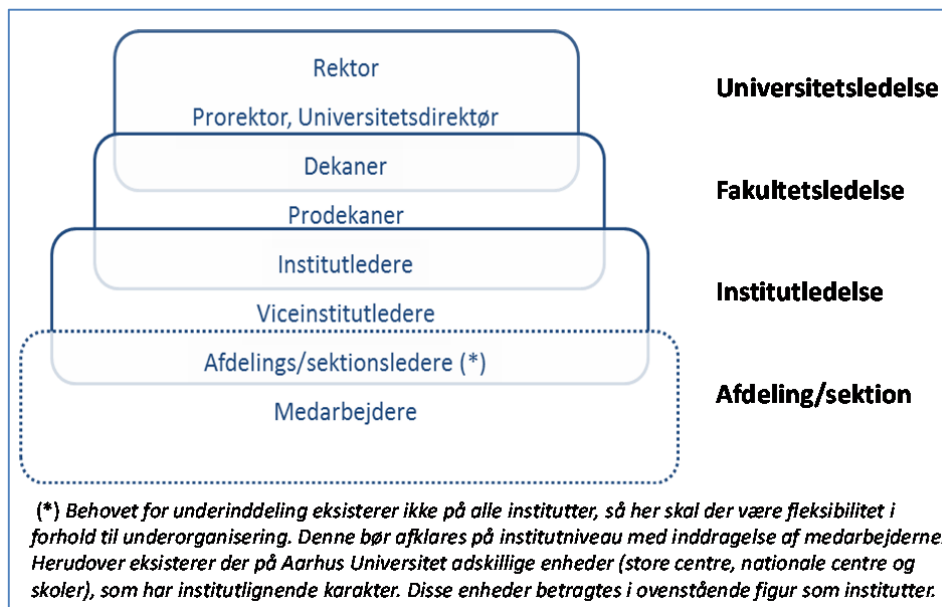 Rektor
Universitetsledelse
Prorektor, Universitetsdirektør
Dekaner
Fakultetsledelse
Prodekaner
Institutledere
Institutledelse
Viceinstitutledere
Afdelings/sektionsledere (*)
Afdeling/sektion
Medarbejdere
(*) Behovet for underinddeling eksisterer ikke på alle institutter, så her skal der være fleksibilitet i
forhold til underorganisering. Denne bør afklares på institutniveau med inddragelse af medarbejderne.
Herudover eksisterer der på Aarhus Universitet adskillige enheder (store centre, nationale centre og
skoler), som har institutlignende karakter. Disse enheder betragtes i ovenstående figur som institutter.